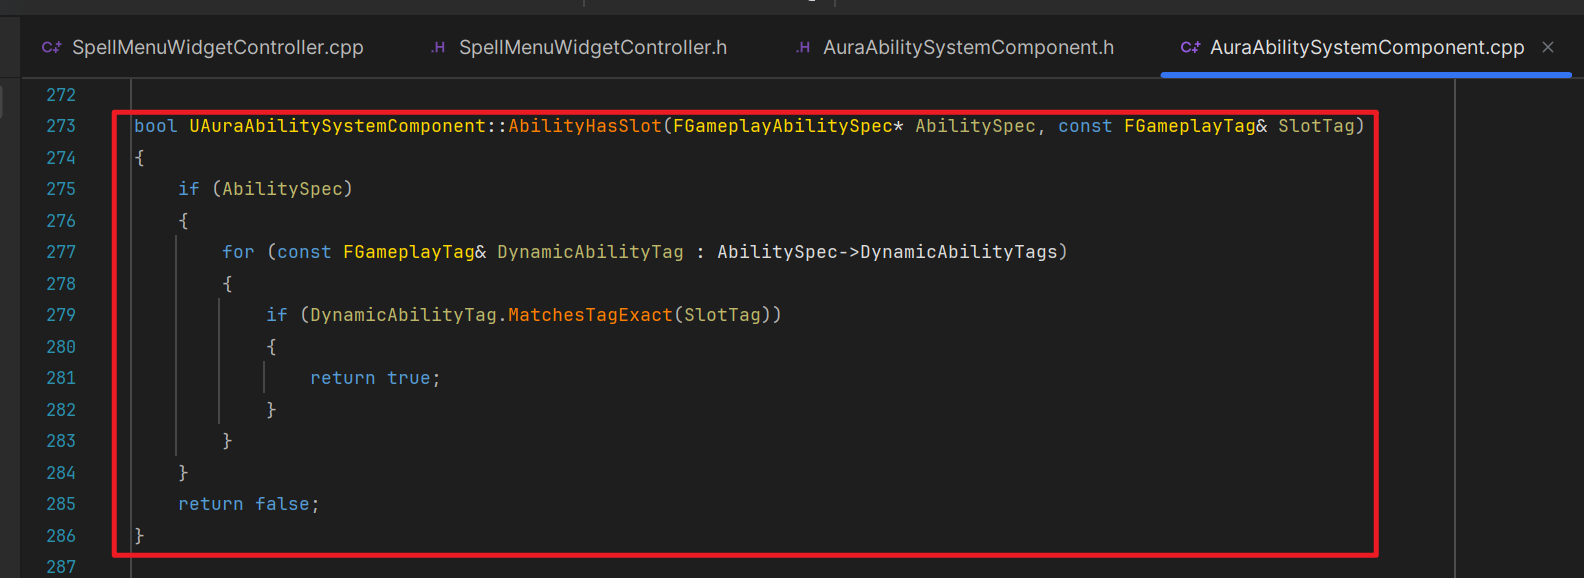 C++ SpellMenuWidgetController.cpp .H SpellMenuWidgetController.h .H AuraAbilitySystemComponent.h C++ AuraAbilitySystemComponent.cpp ×
272
273 bool UAuraAbilitySystemComponent::AbilityHasSlot(FGameplayAbilitySpec* AbilitySpec, const FGameplayTag& SlotTag)
274 {
275     if (AbilitySpec)
276     {
277         for (const FGameplayTag& DynamicAbilityTag : AbilitySpec->DynamicAbilityTags)
278         {
279             if (DynamicAbilityTag.MatchesTagExact(SlotTag))
280             {
281                 return true;
282             }
283         }
284     }
285     return false;
286 }
287